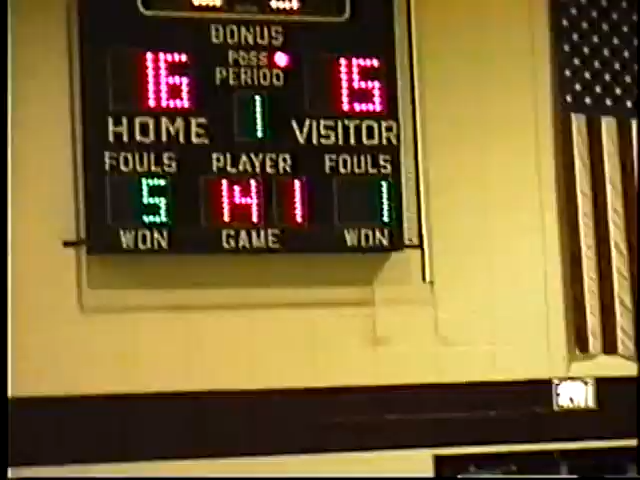 BONUS
16 POSS 15
PERIOD
HOME 1 VISITOR
FOULS PLAYER FOULS
5 14 1 1
WON GAME WON